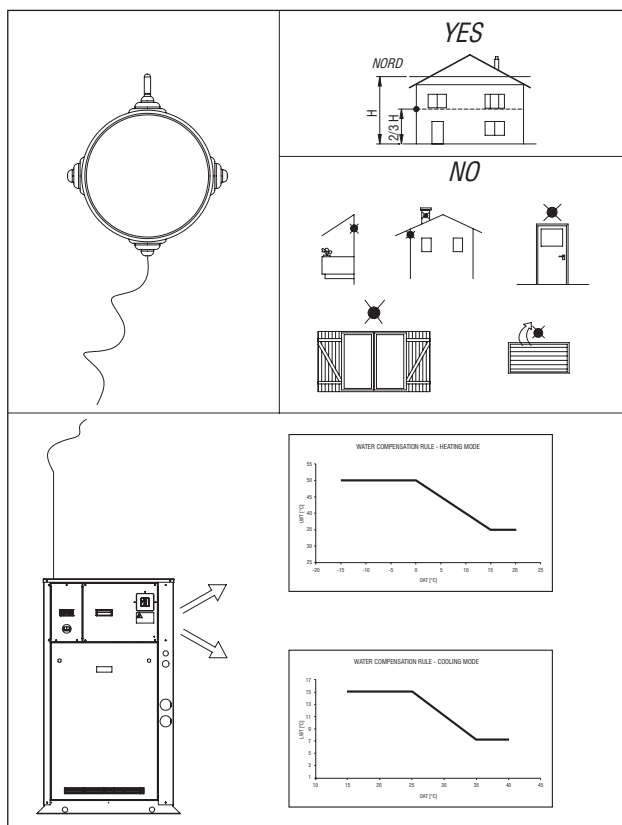 YES
NORD
H
2/3 H
NO
WATER COMPENSATION RULE - HEATING MODE
55
50
45
40
35
30
25
-20 -15 -10 -5 0 5 10 15 20 25
LWT [°C]
OAT [°C]
WATER COMPENSATION RULE - COOLING MODE
17
15
13
11
9
7
5
3
1
10 15 20 25 30 35 40 45
LWT [°C]
OAT [°C]